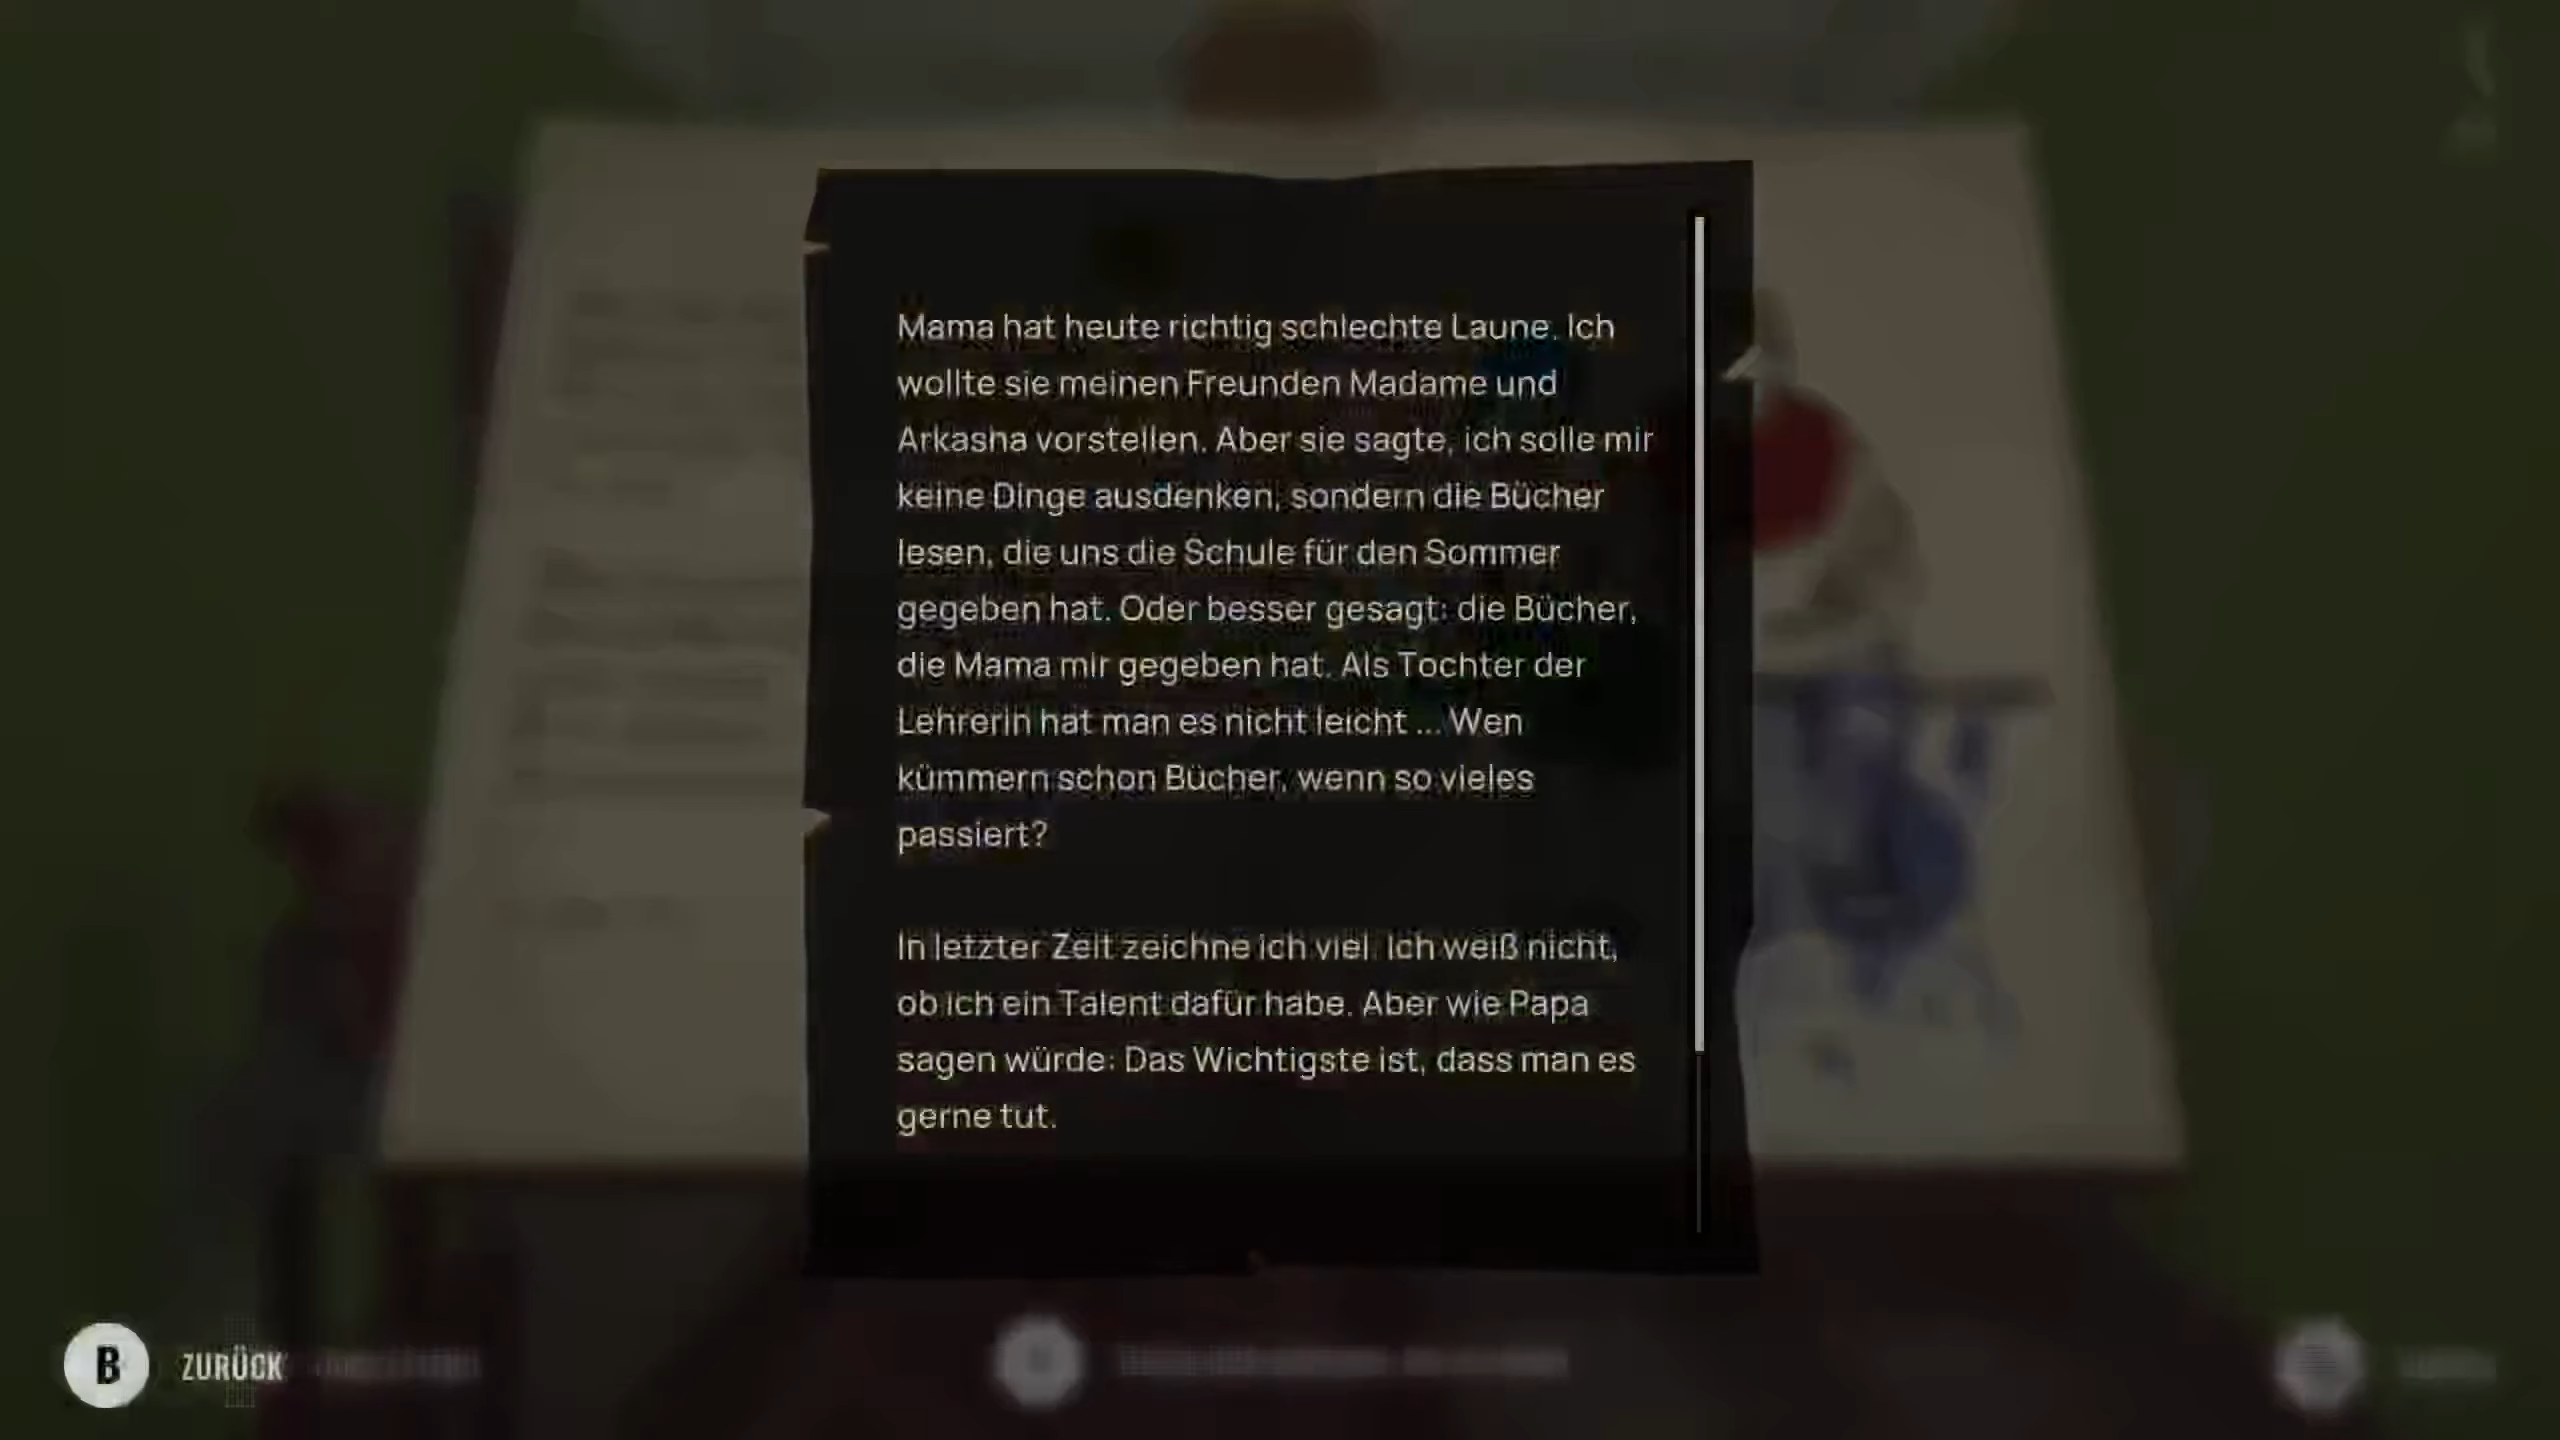 Mama hat heute richtig schlechte Laune. Ich
wollte sie meinen Freunden Madame und
Arkasha vorstellen. Aber sie sagte, ich solle mir
keine Dinge ausdenken, sondern die Bücher
lesen, die uns die Schule für den Sommer
gegeben hat. Oder besser gesagt: die Bücher,
die Mama mir gegeben hat. Als Tochter der
Lehrerin hat man es nicht leicht ... Wen
kümmern schon Bücher, wenn so vieles
passiert?
In letzter Zeit zeichne ich viel. Ich weiß nicht,
ob ich ein Talent dafür habe. Aber wie Papa
sagen würde: Das Wichtigste ist, dass man es
gerne tut.
B ZURÜCK